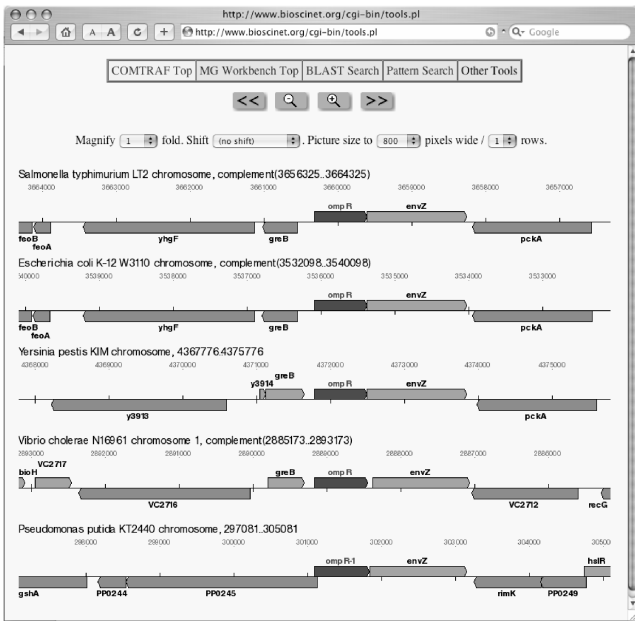 http://www.bioscinet.org/cgi-bin/tools.pl
A A C + http://www.bioscinet.org/cgi-bin/tools.pl Google
COMTRAF Top MG Workbench Top BLAST Search Pattern Search Other Tools
<< >>
Magnify 1 fold. Shift (no shift) . Picture size to 800 pixels wide / 1 rows.
Salmonella typhimurium LT2 chromosome, complement(3656325..3664325)
3664000 3663000 3662000 3661000 3660000 3659000 3658000 3657000
ompR envZ
feoB yhgF greB pckA
feoA
Escherichia coli K-12 W3110 chromosome, complement(3532098..3540098)
3539000 3538000 3537000 3536000 3535000 3534000 3533000
ompR envZ
feoB yhgF greB pckA
feoA
Yersinia pestis KIM chromosome, 4367776..4375776
4368000 4369000 4370000 4371000 4372000 4373000 4374000 4375000
greB
y3914 ompR envZ
y3913 pckA
Vibrio cholerae N16961 chromosome 1, complement(2885173..2893173)
2893000 2892000 2891000 2890000 2889000 2888000 2887000 2886000
VC2717
bioH greB ompR envZ
VC2716 VC2712 recG
Pseudomonas putida KT2440 chromosome, 297081..305081
298000 299000 300000 301000 302000 303000 304000 305000
ompR-1 envZ hslR
gshA PP0244 PP0245 rimK PP0249